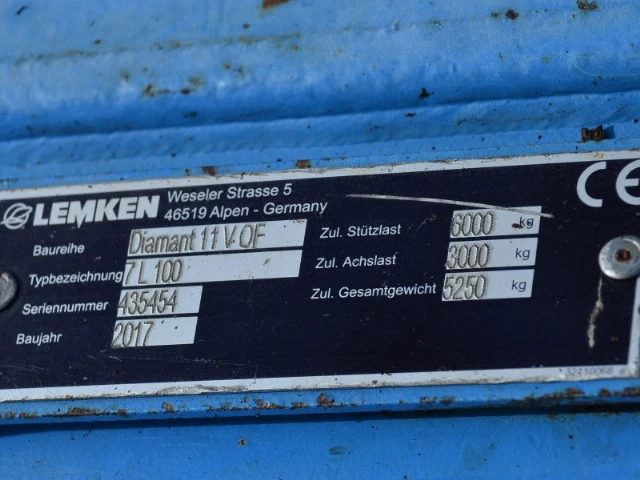 LEMKEN
Weseler Strasse 5
46519 Alpen - Germany
CE
Baureihe Diamant 11 V OF
Typbezeichnung 7 L 100
Seriennummer 435454
Baujahr 2017
Zul. Stützlast 6000 kg
Zul. Achslast 3000 kg
Zul. Gesamtgewicht 5250 kg
32410068